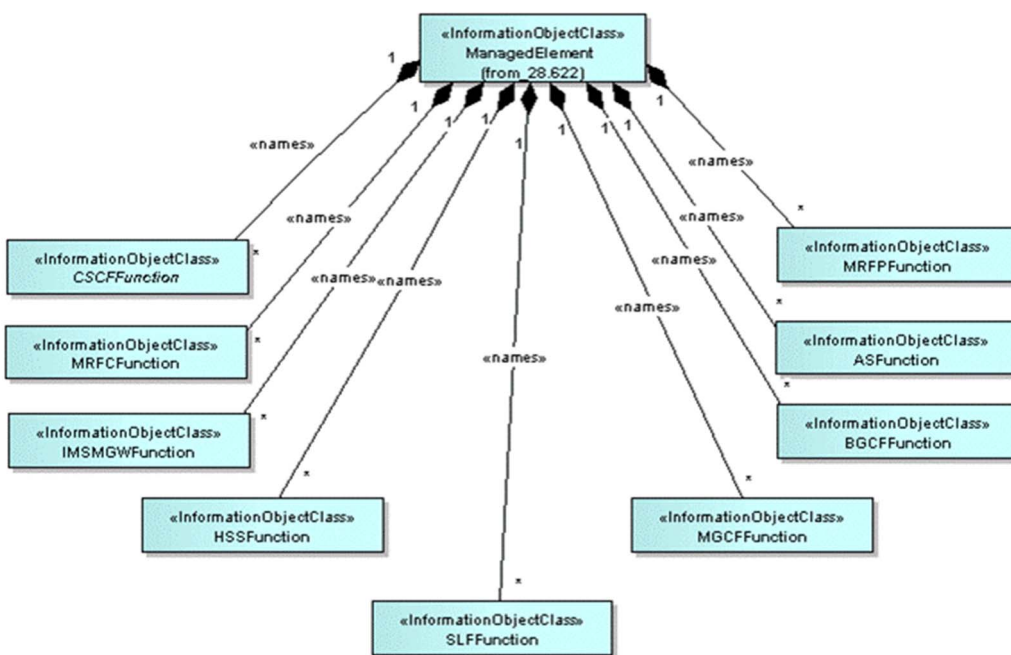 «InformationObjectClass»
ManagedElement
(from_28.622)
1
1
1
1
1
1
1
1
1
«names»
«names»
«names»
«names»
«names»
«names»
«names»
«names»
«names»
«InformationObjectClass»
CSCFFunction
*
«InformationObjectClass»
MRFPFunction
*
«InformationObjectClass»
MRFCFunction
*
«InformationObjectClass»
ASFunction
*
«InformationObjectClass»
IMSMGWFunction
*
«InformationObjectClass»
BGCFFunction
*
«InformationObjectClass»
HSSFunction
*
«InformationObjectClass»
MGCFFunction
*
«InformationObjectClass»
SLFFunction
*